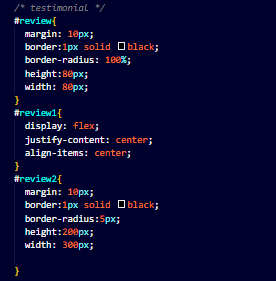 /* testimonial */
#review{
margin: 10px;
border:1px solid black;
border-radius: 100%;
height:80px;
width: 80px;
}
#review1{
display: flex;
justify-content: center;
align-items: center;
}
#review2{
margin: 10px;
border:1px solid black;
border-radius:5px;
height:200px;
width: 300px;
}